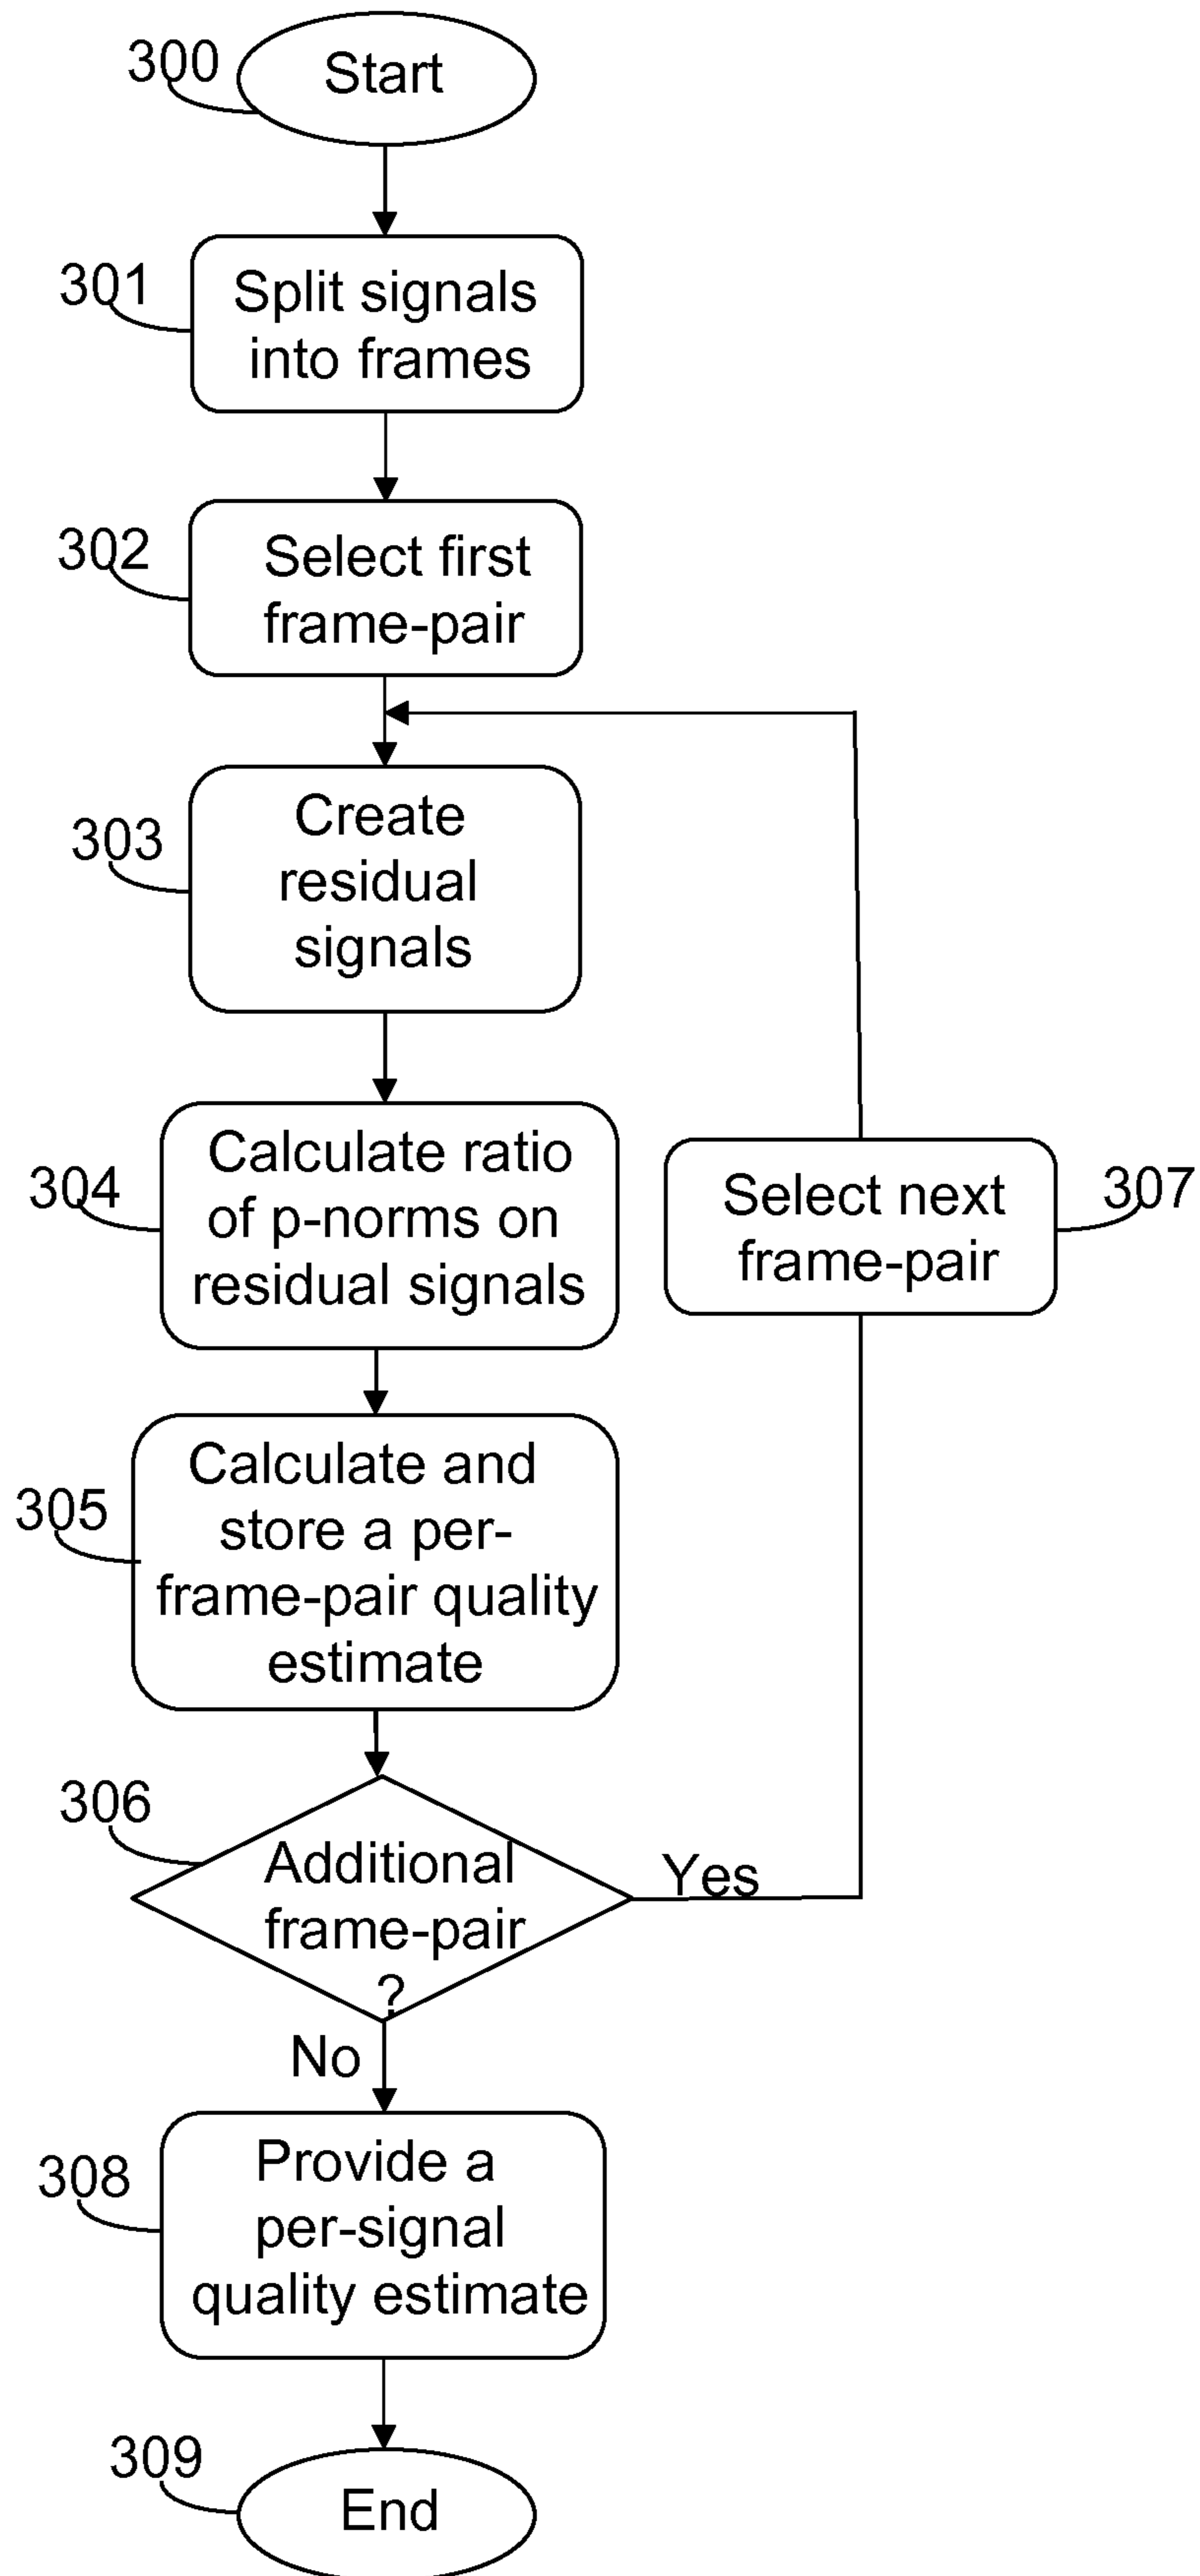 300
Start
301
Split signals
into frames
302
Select first
frame-pair
303
Create
residual
signals
304
Calculate ratio
of p-norms on
residual signals
Select next
frame-pair
307
305
Calculate and
store a per-
frame-pair quality
estimate
306
Additional
frame-pair
?
Yes
No
308
Provide a
per-signal
quality estimate
309
End